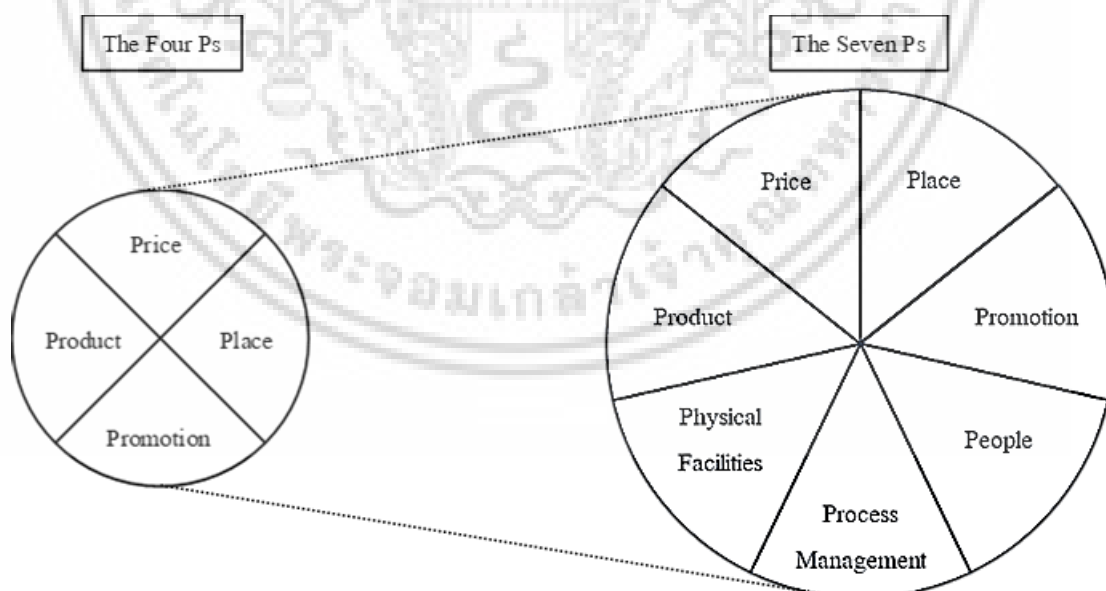 The Four Ps
The Seven Ps
Price
Product
Place
Promotion
Price
Place
Product
Promotion
Physical
Facilities
People
Process
Management